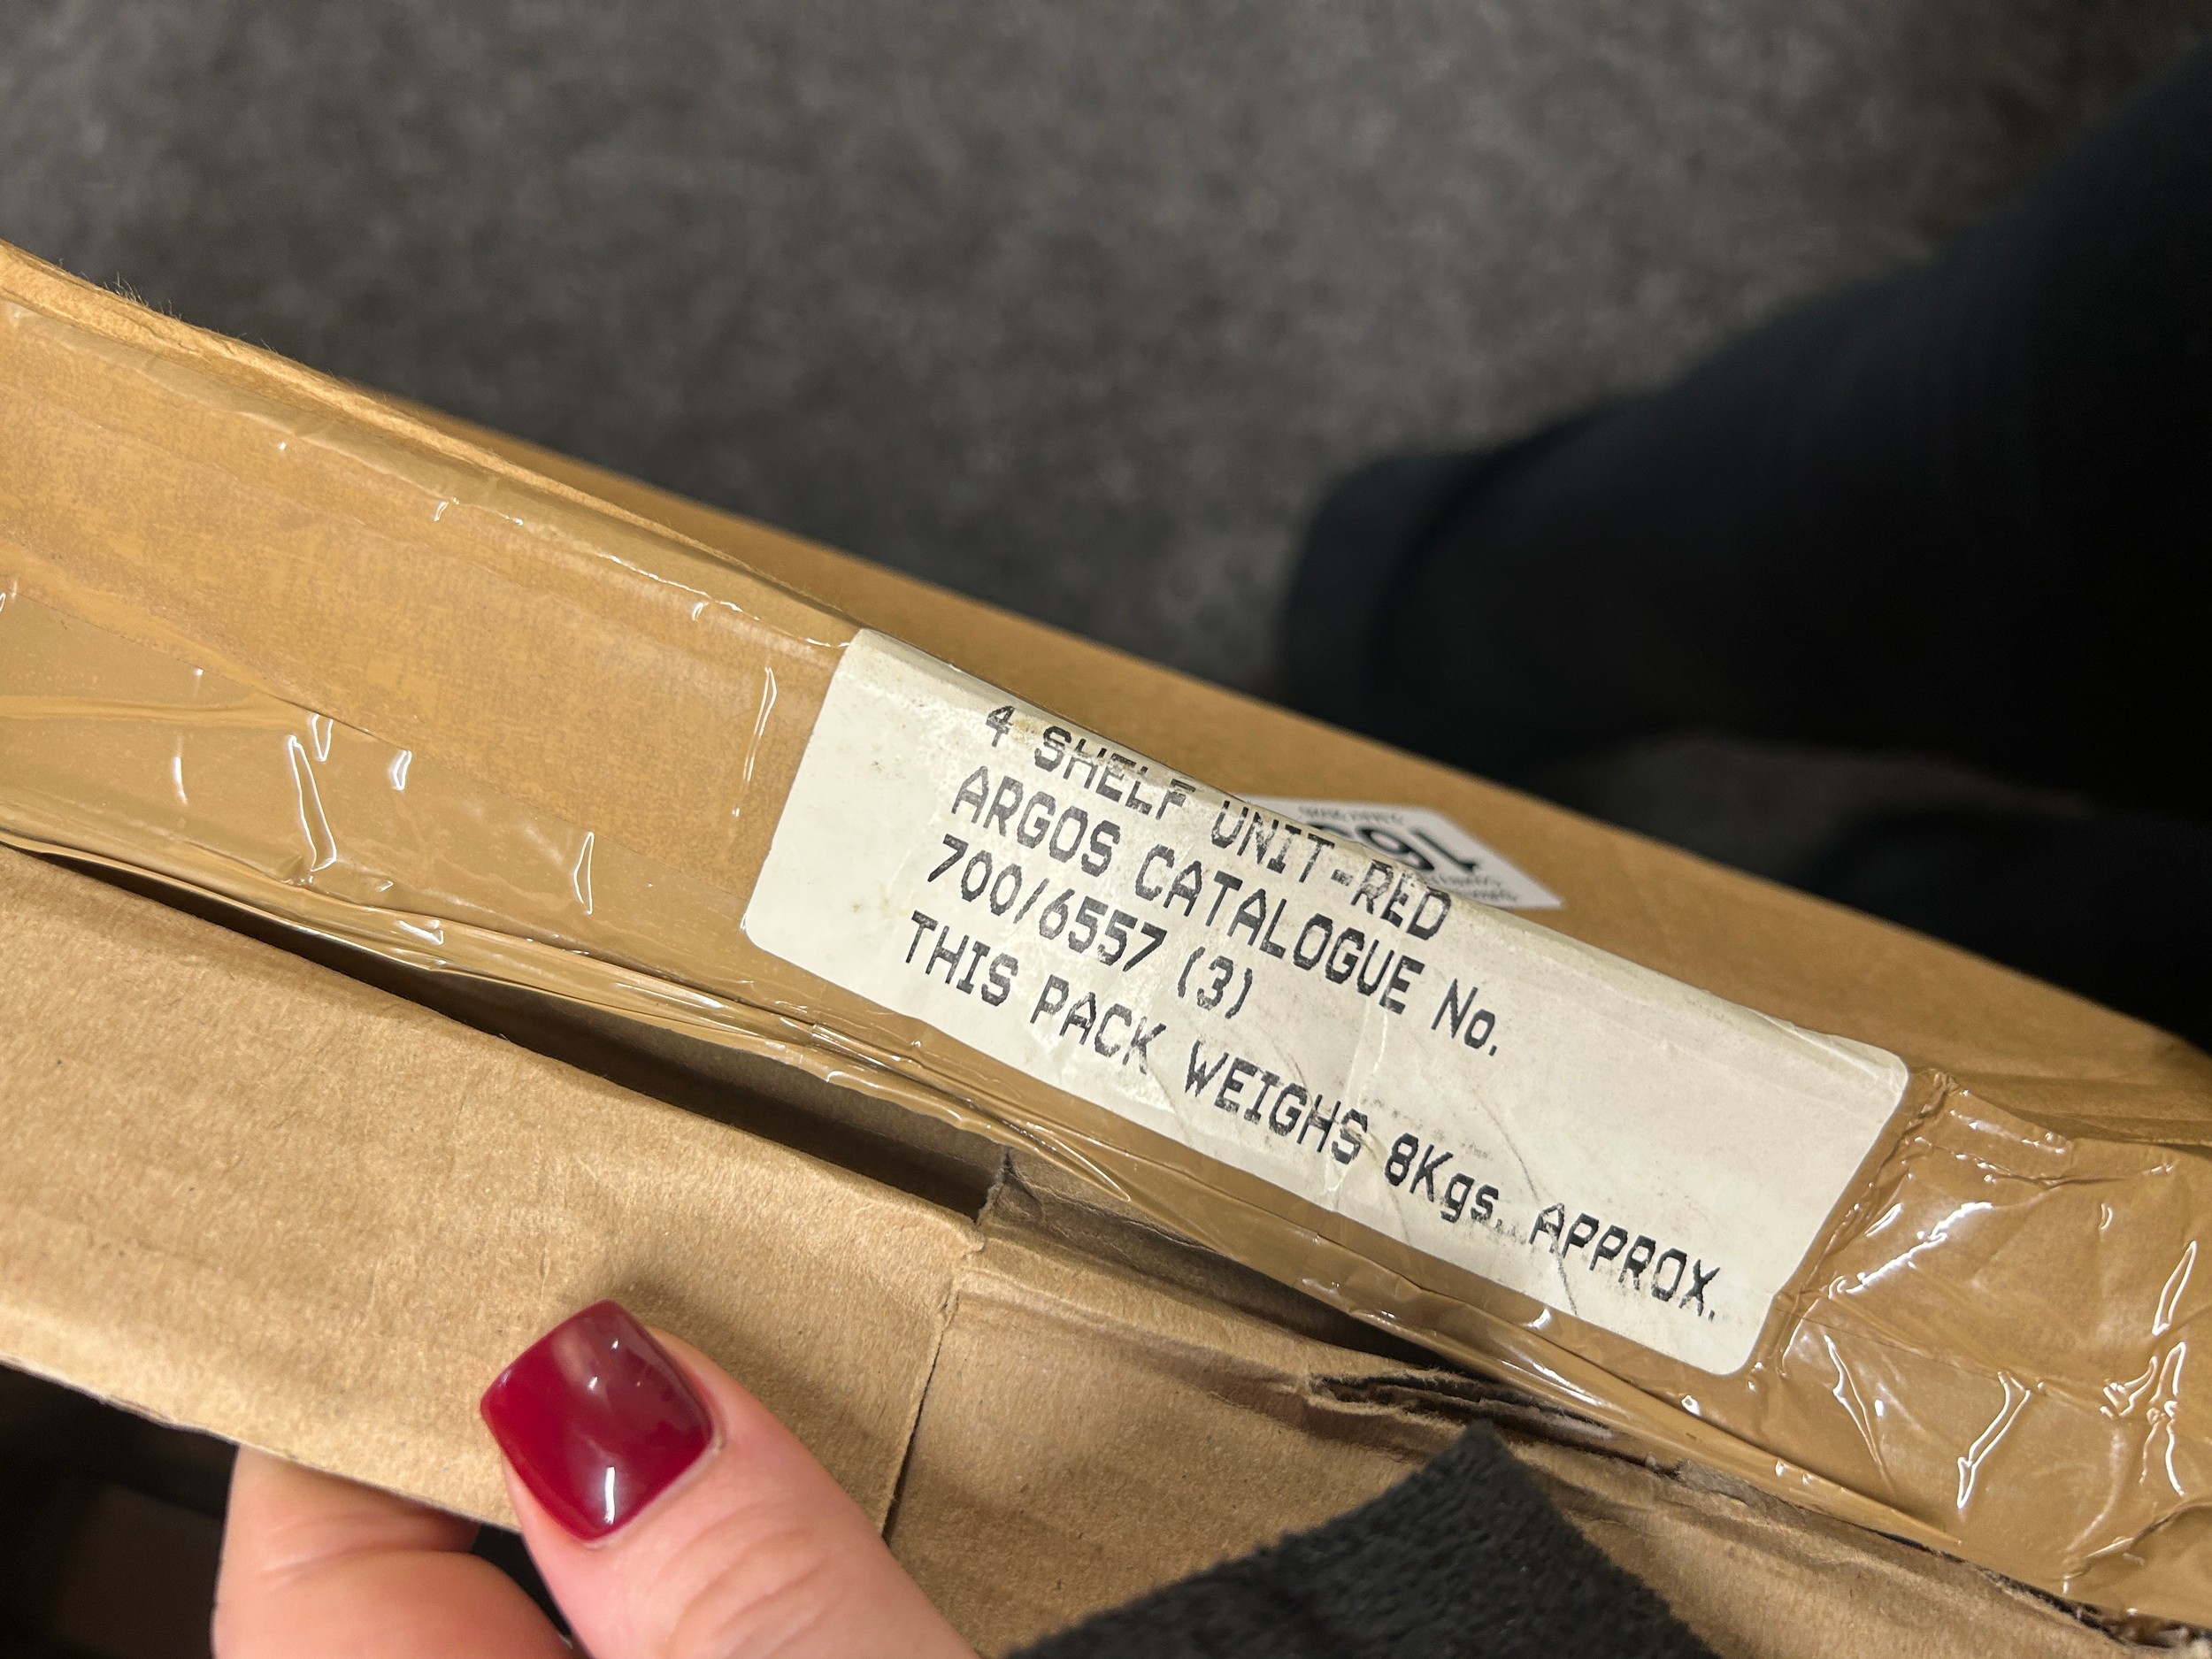 4 SHELF UNIT-RED
ARGOS CATALOGUE No.
700/6557 (3)
THIS PACK WEIGHS 8Kgs. APPROX.